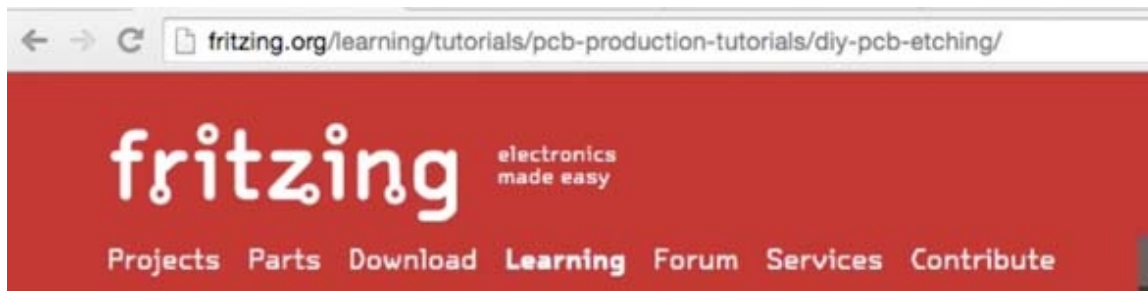 fritzing.org/learning/tutorials/pcb-production-tutorials/diy-pcb-etching/
fritzing electronics
made easy
Projects Parts Download Learning Forum Services Contribute